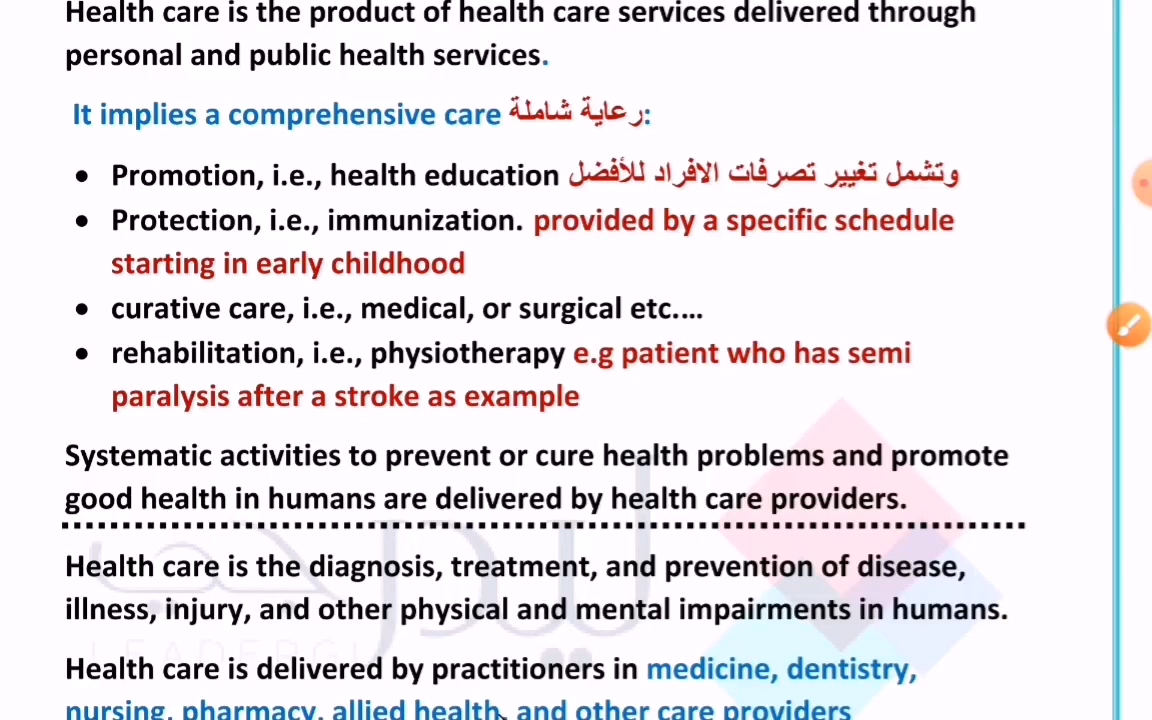 Health care is the product of health care services delivered through
personal and public health services.
It implies a comprehensive care رعاية شاملة:
• Promotion, i.e., health education وتشمل تغيير تصرفات الافراد للأفضل
• Protection, i.e., immunization. provided by a specific schedule
starting in early childhood
• curative care, i.e., medical, or surgical etc....
• rehabilitation, i.e., physiotherapy e.g patient who has semi
paralysis after a stroke as example
Systematic activities to prevent or cure health problems and promote
good health in humans are delivered by health care providers.
Health care is the diagnosis, treatment, and prevention of disease,
illness, injury, and other physical and mental impairments in humans.
Health care is delivered by practitioners in medicine, dentistry,
nursing, pharmacy, allied health, and other care providers